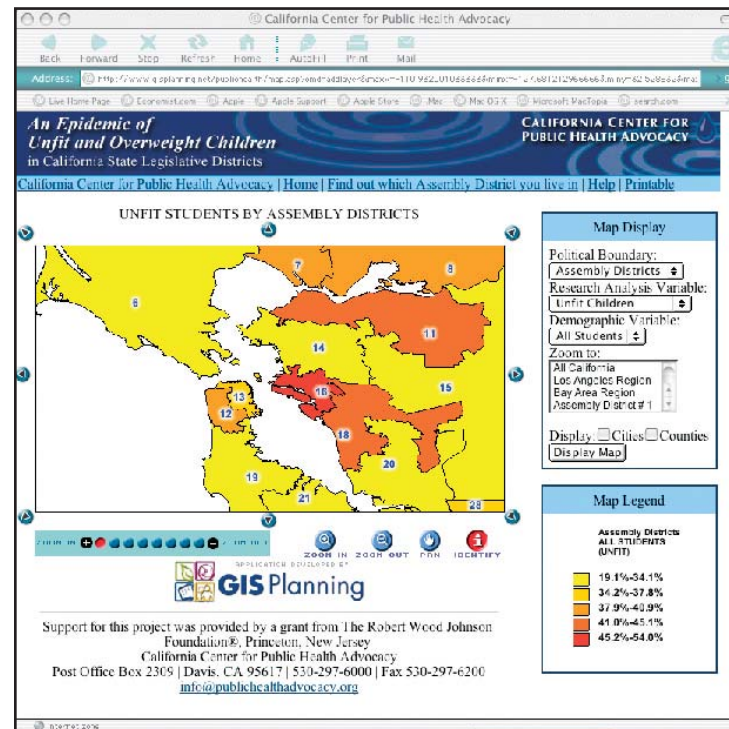 California Center for Public Health Advocacy
Back Forward Stop Refresh Home AutoFill Print Mail
Address:
Live Home Page Economist.com Apple Apple Support Apple Store .Mac Mac OS X Microsoft MacTopia search.com
An Epidemic of
Unfit and Overweight Children
in California State Legislative Districts
CALIFORNIA CENTER FOR
PUBLIC HEALTH ADVOCACY
California Center for Public Health Advocacy | Home | Find out which Assembly District you live in | Help | Printable
UNFIT STUDENTS BY ASSEMBLY DISTRICTS
7
8
6
11
14
15
16
13
12
18
20
19
21
28
ZOOM IN ZOOM OUT
ZOOM IN ZOOM OUT PAN IDENTIFY
APPLICATION DEVELOPED BY
GIS Planning
Map Display
Political Boundary:
Assembly Districts
Research Analysis Variable:
Unfit Children
Demographic Variable:
All Students
Zoom to:
All California
Los Angeles Region
Bay Area Region
Assembly District # 1
Display: Cities Counties
Display Map
Map Legend
Assembly Districts
ALL STUDENTS
(UNFIT)
19.1%-34.1%
34.2%-37.8%
37.9%-40.9%
41.0%-45.1%
45.2%-54.0%
Support for this project was provided by a grant from The Robert Wood Johnson
Foundation®, Princeton, New Jersey
California Center for Public Health Advocacy
Post Office Box 2309 | Davis, CA 95617 | 530-297-6000 | Fax 530-297-6200
info@publichealthadvocacy.org
Internet zone